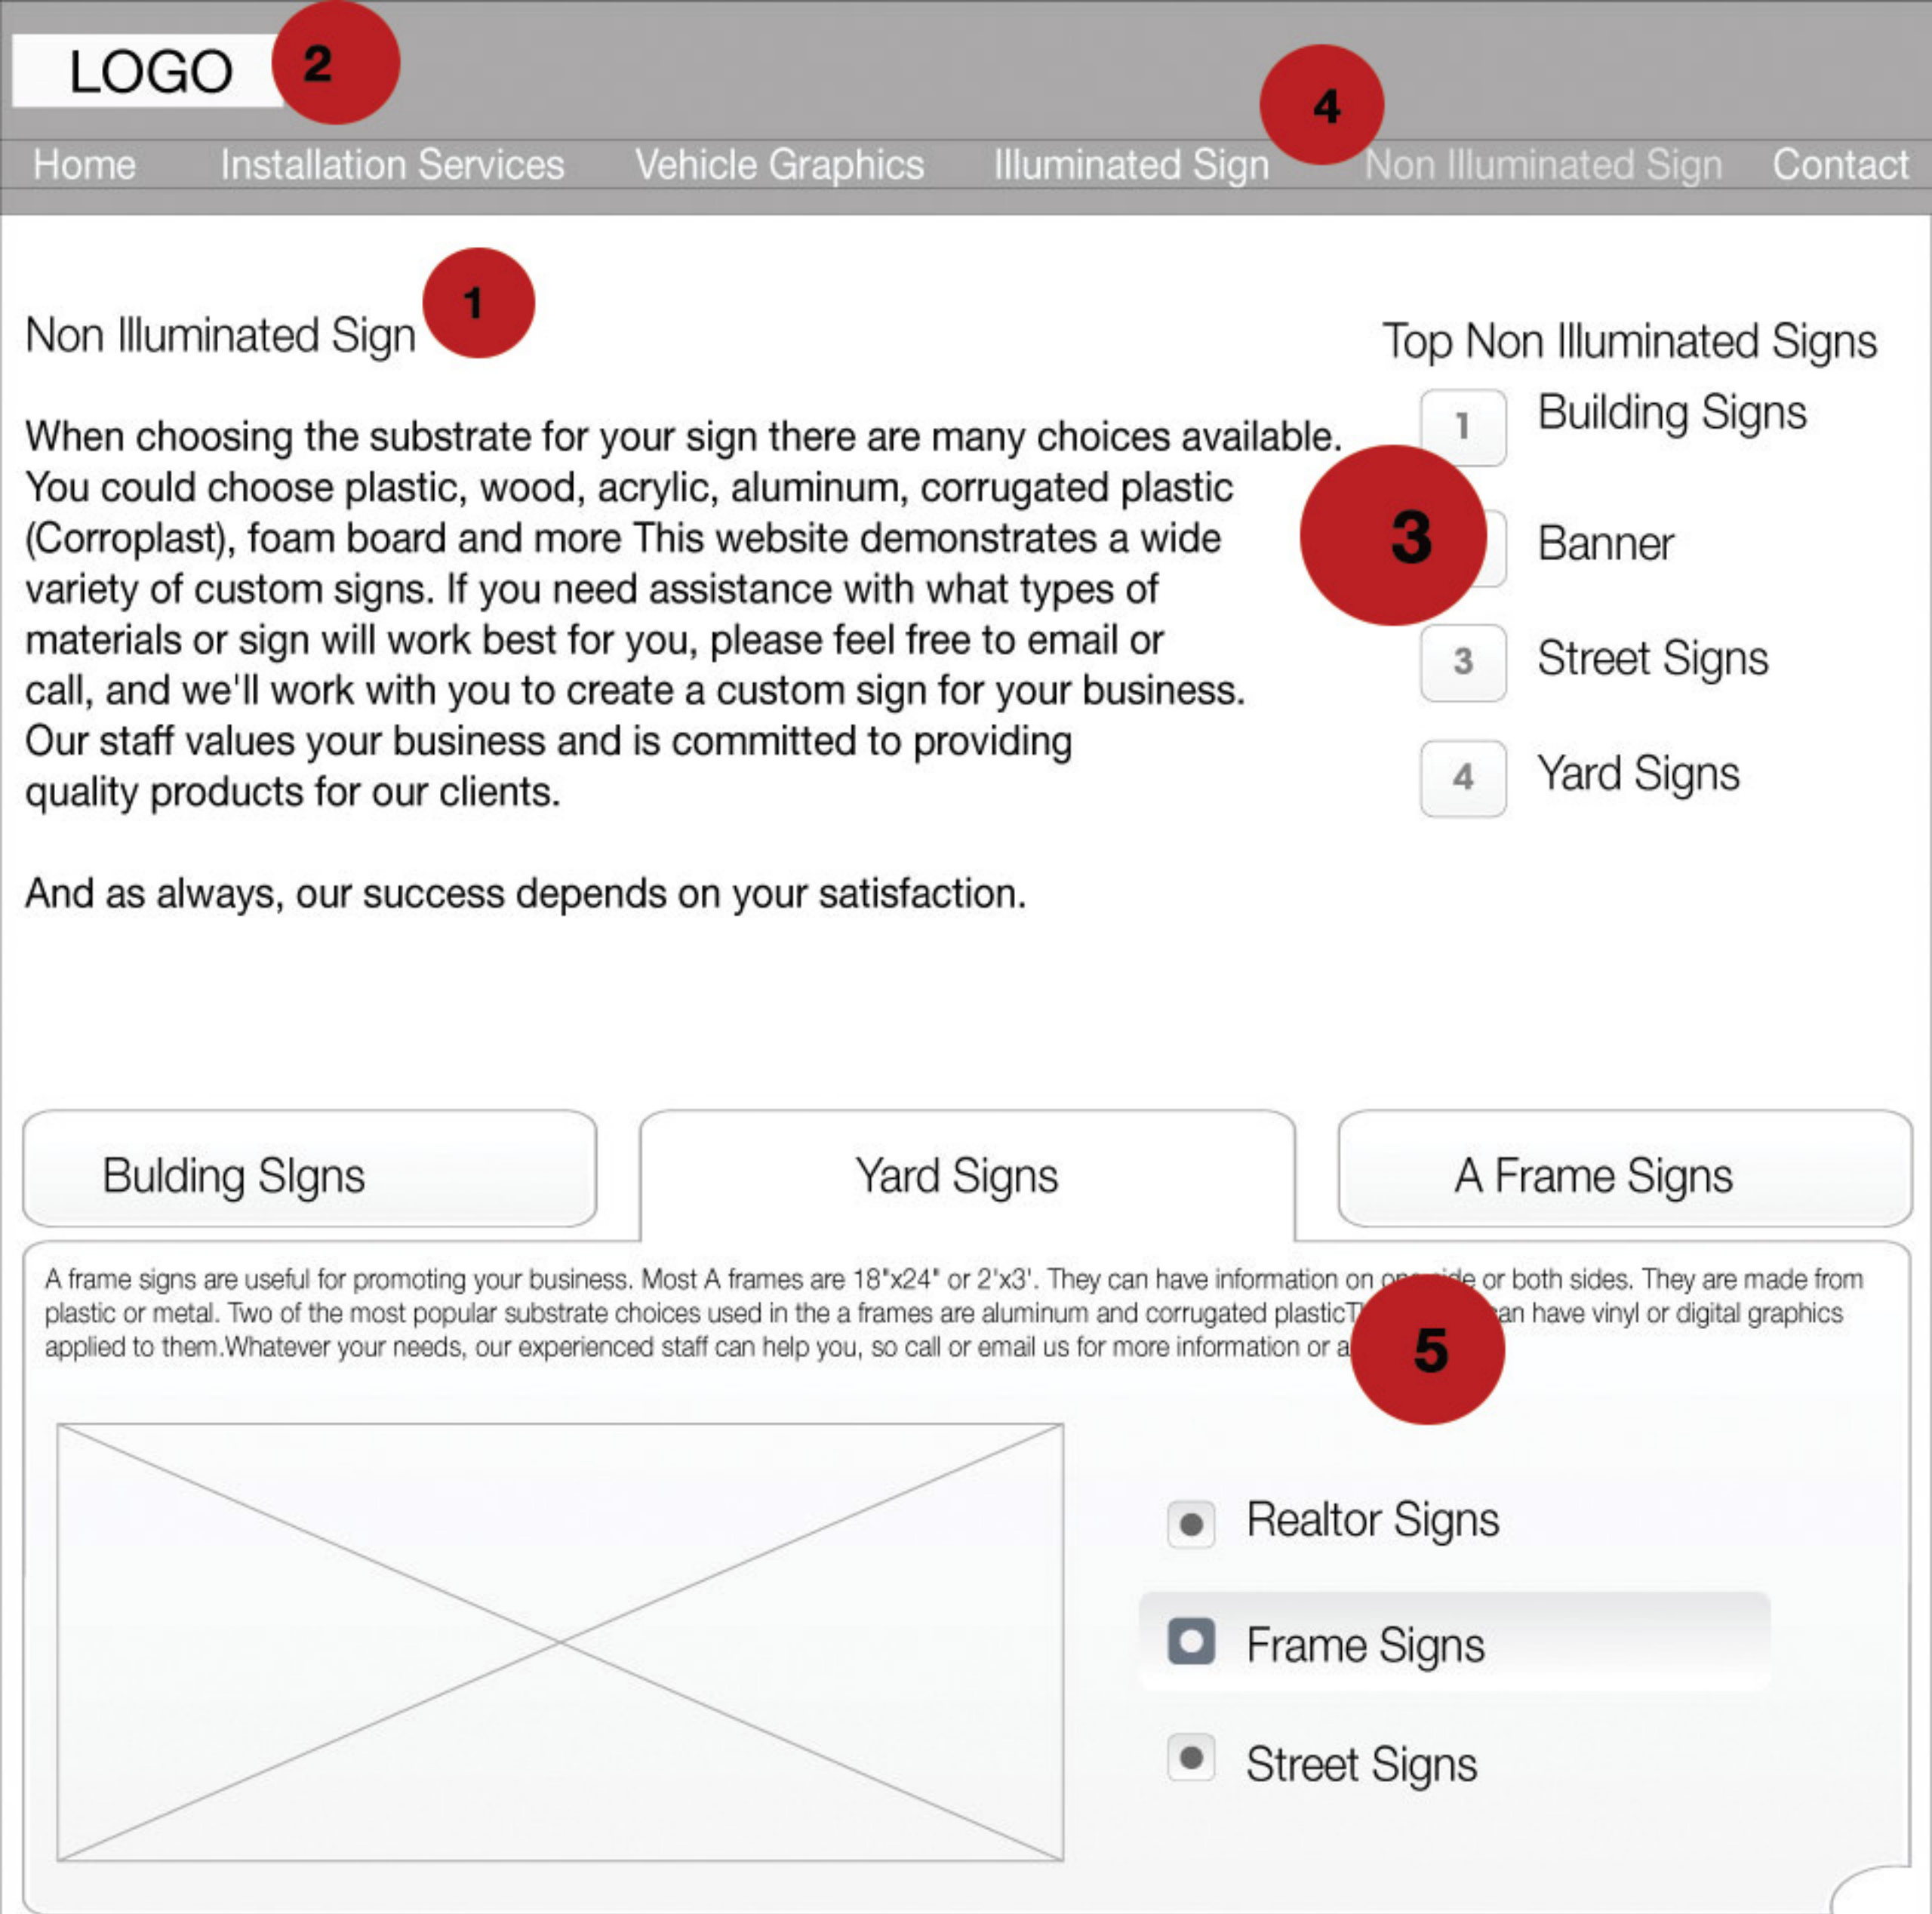 LOGO
2
4
Home Installation Services Vehicle Graphics Illuminated Sign Non Illuminated Sign Contact
1
Non Illuminated Sign
When choosing the substrate for your sign there are many choices available.
You could choose plastic, wood, acrylic, aluminum, corrugated plastic
(Corroplast), foam board and more This website demonstrates a wide
variety of custom signs. If you need assistance with what types of
materials or sign will work best for you, please feel free to email or
call, and we'll work with you to create a custom sign for your business.
Our staff values your business and is committed to providing
quality products for our clients.
And as always, our success depends on your satisfaction.
Top Non Illuminated Signs
1 Building Signs
3 Banner
3 Street Signs
4 Yard Signs
Bulding SIgns Yard Signs A Frame Signs
A frame signs are useful for promoting your business. Most A frames are 18"x24" or 2'x3'. They can have information on one side or both sides. They are made from
plastic or metal. Two of the most popular substrate choices used in the a frames are aluminum and corrugated plastic can have vinyl or digital graphics
applied to them.Whatever your needs, our experienced staff can help you, so call or email us for more information or a
5
Realtor Signs
Frame Signs
Street Signs